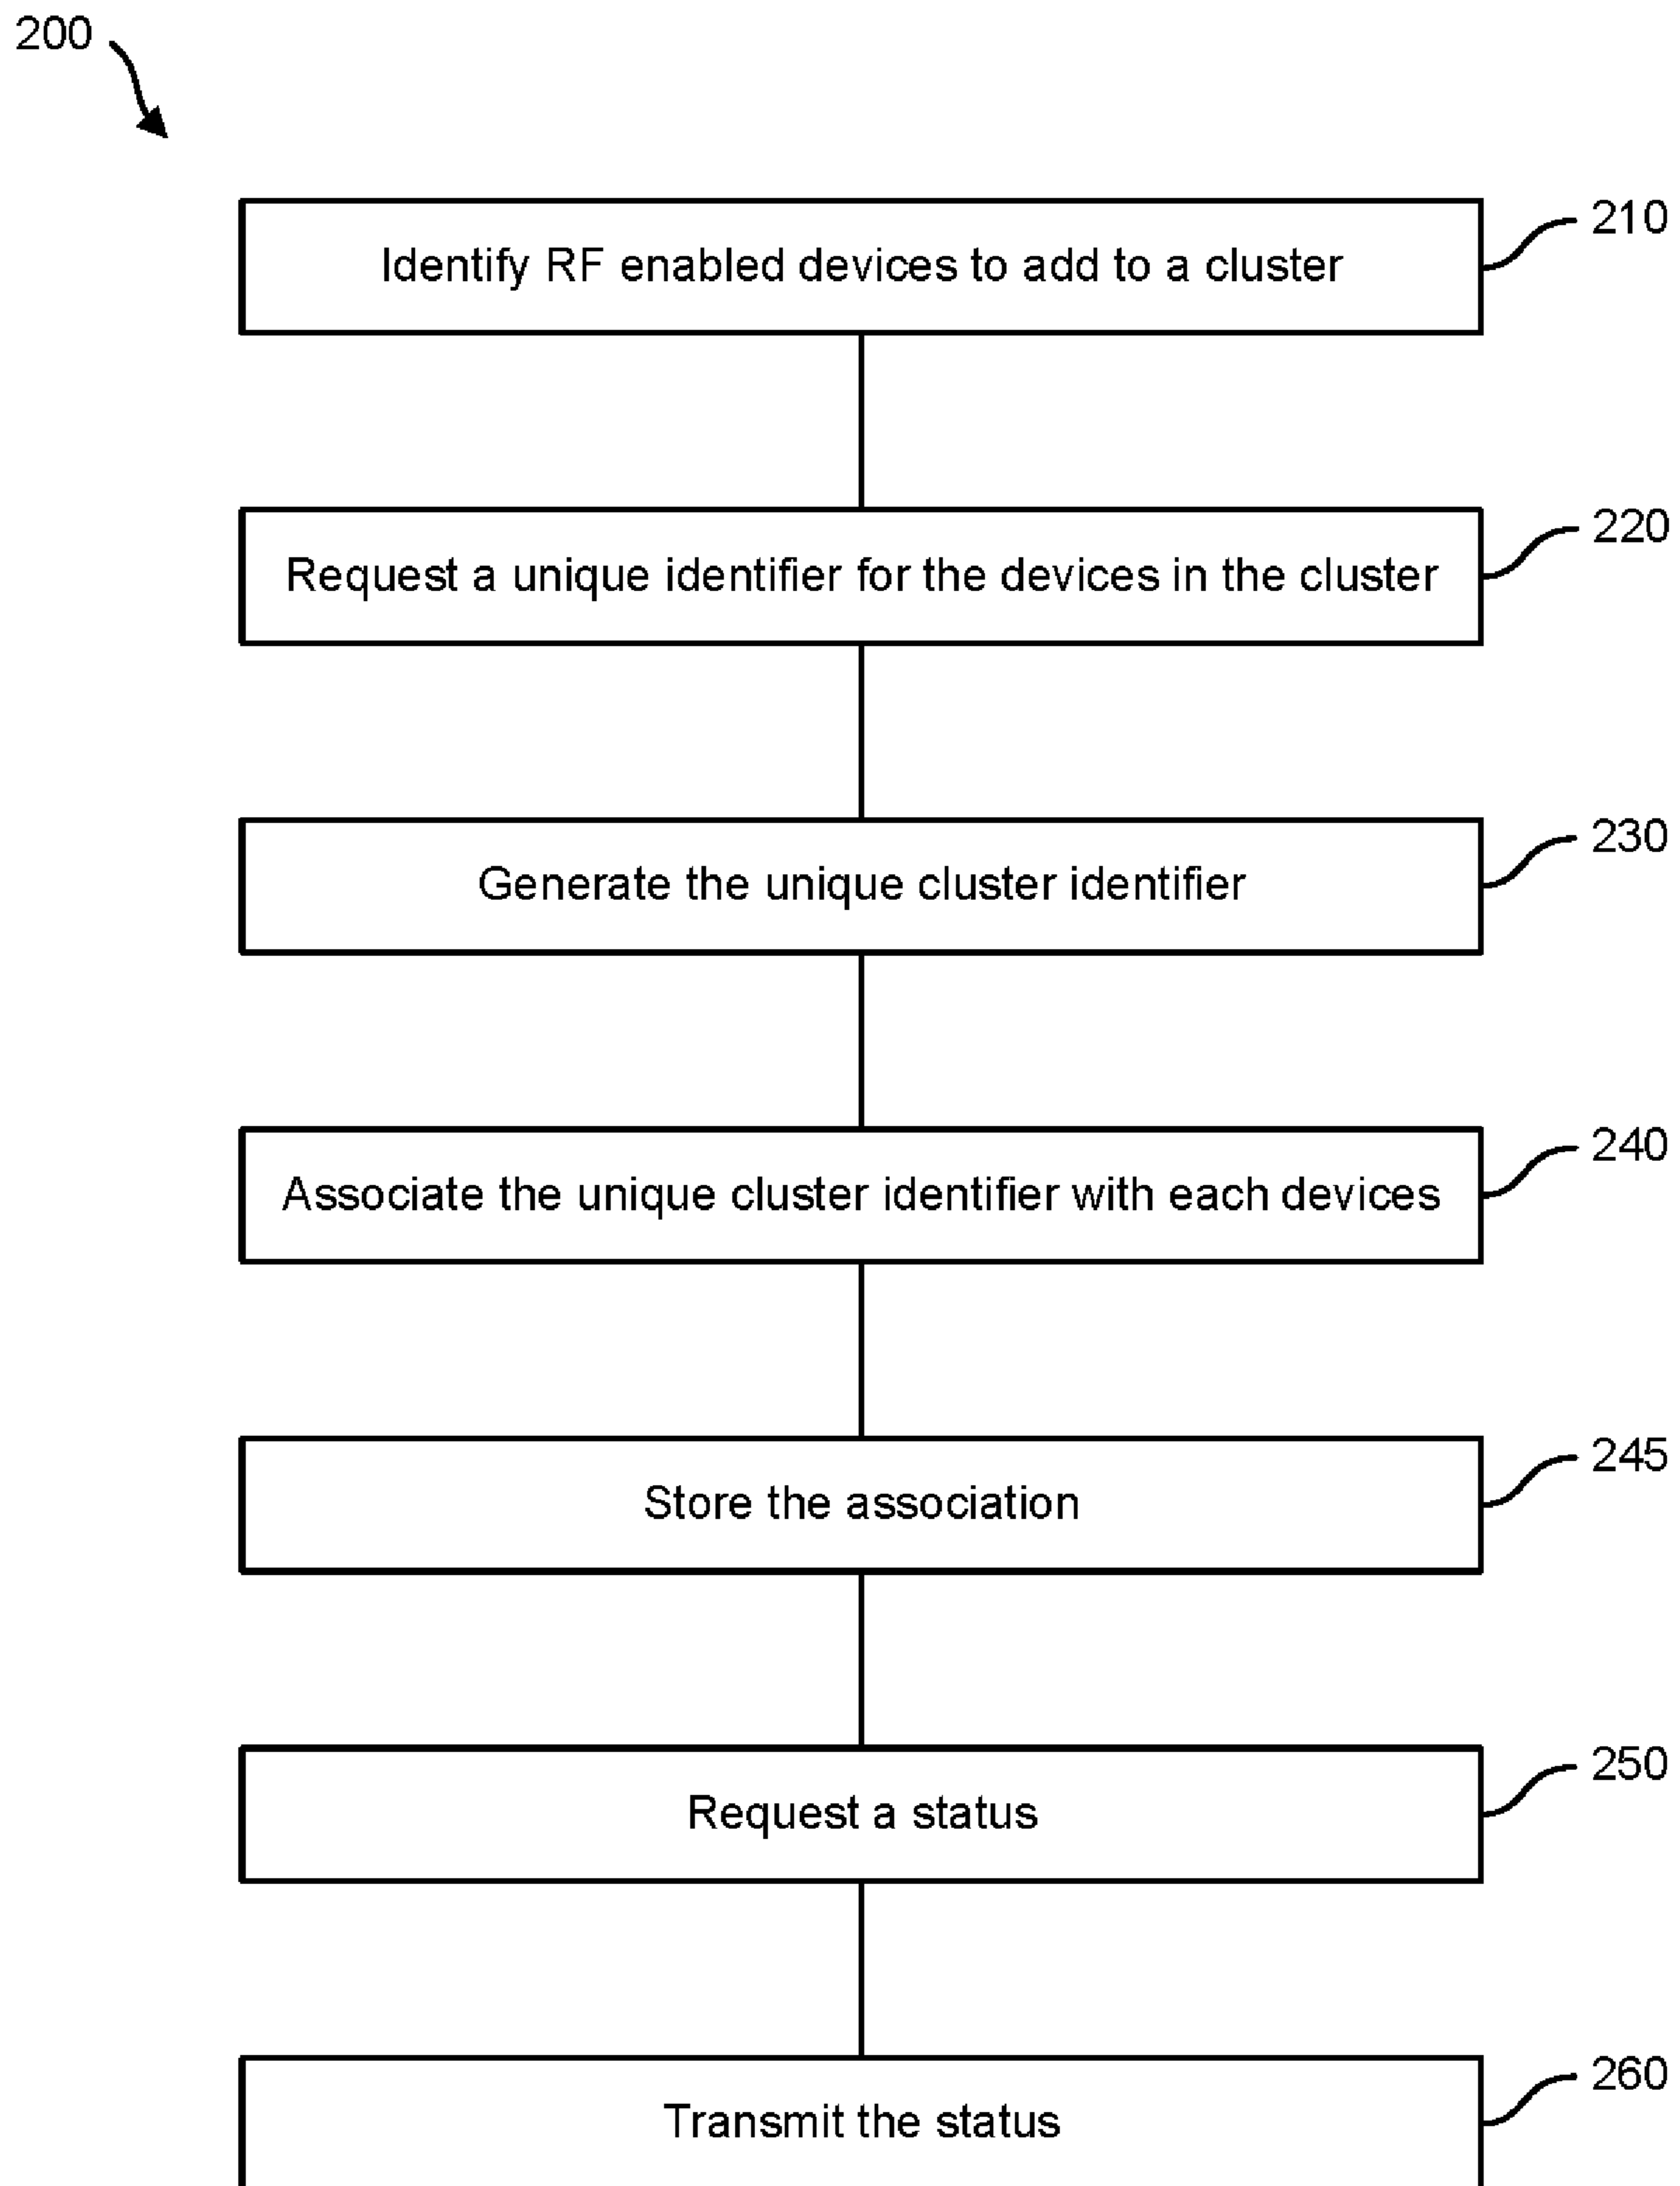 200
210
Identify RF enabled devices to add to a cluster
220
Request a unique identifier for the devices in the cluster
230
Generate the unique cluster identifier
240
Associate the unique cluster identifier with each devices
245
Store the association
250
Request a status
260
Transmit the status